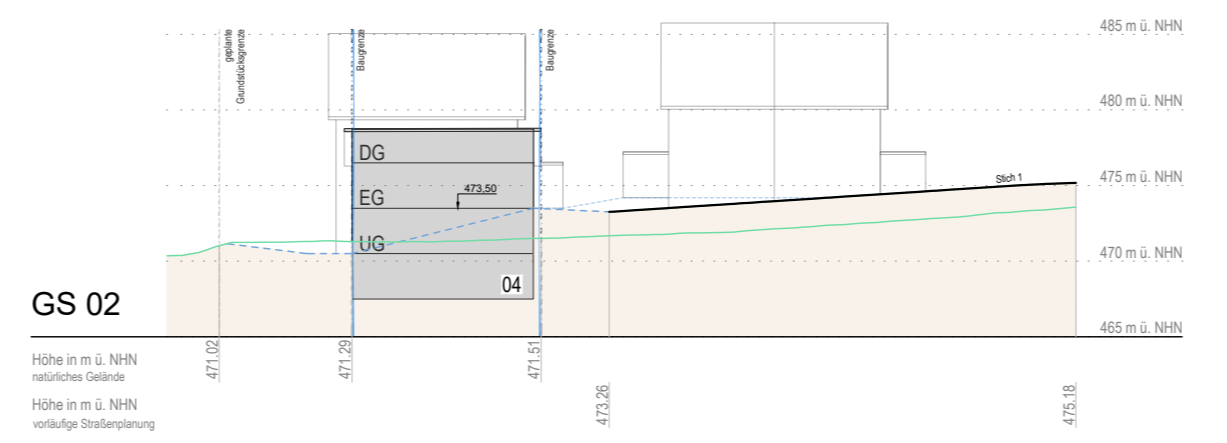 485 m ü. NHN
geplante
Grundstücksgrenze
Baugrenze
Baugrenze
480 m ü. NHN
DG
475 m ü. NHN
Stich 1
EG
473,50
UG
470 m ü. NHN
04
GS 02
465 m ü. NHN
Höhe in m ü. NHN
natürliches Gelände
471.02
471.29
471.51
Höhe in m ü. NHN
vorläufige Straßenplanung
473.26
475.18